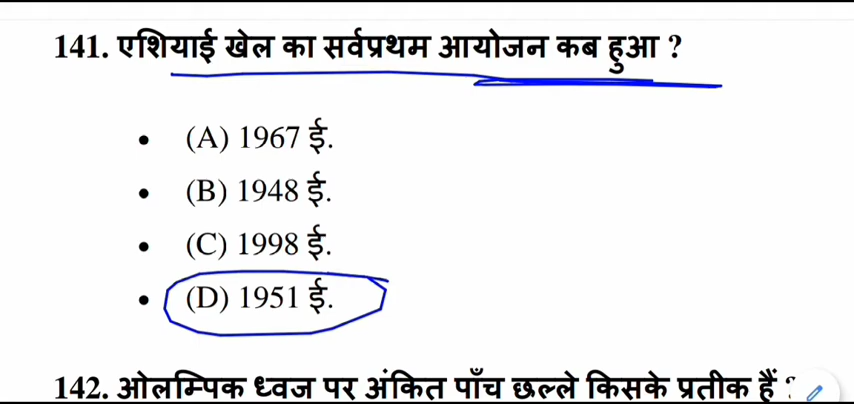 141. एशियाई खेल का सर्वप्रथम आयोजन कब हुआ ?
• (A) 1967 ई.
• (B) 1948 ई.
• (C) 1998 ई.
• (D) 1951 ई.
142. ओलम्पिक ध्वज पर अंकित पाँच छल्ले किसके प्रतीक हैं ?